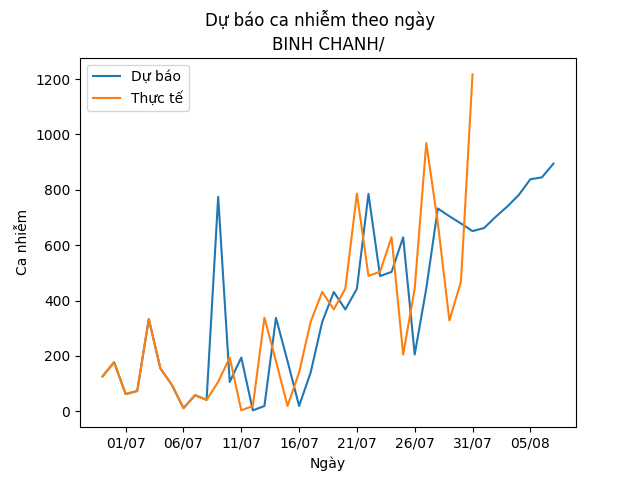 Dự báo ca nhiễm theo ngày
BINH CHANH/
Dự báo
Thực tế
Ca nhiễm
1200
1000
800
600
400
200
0
01/07 06/07 11/07 16/07 21/07 26/07 31/07 05/08
Ngày